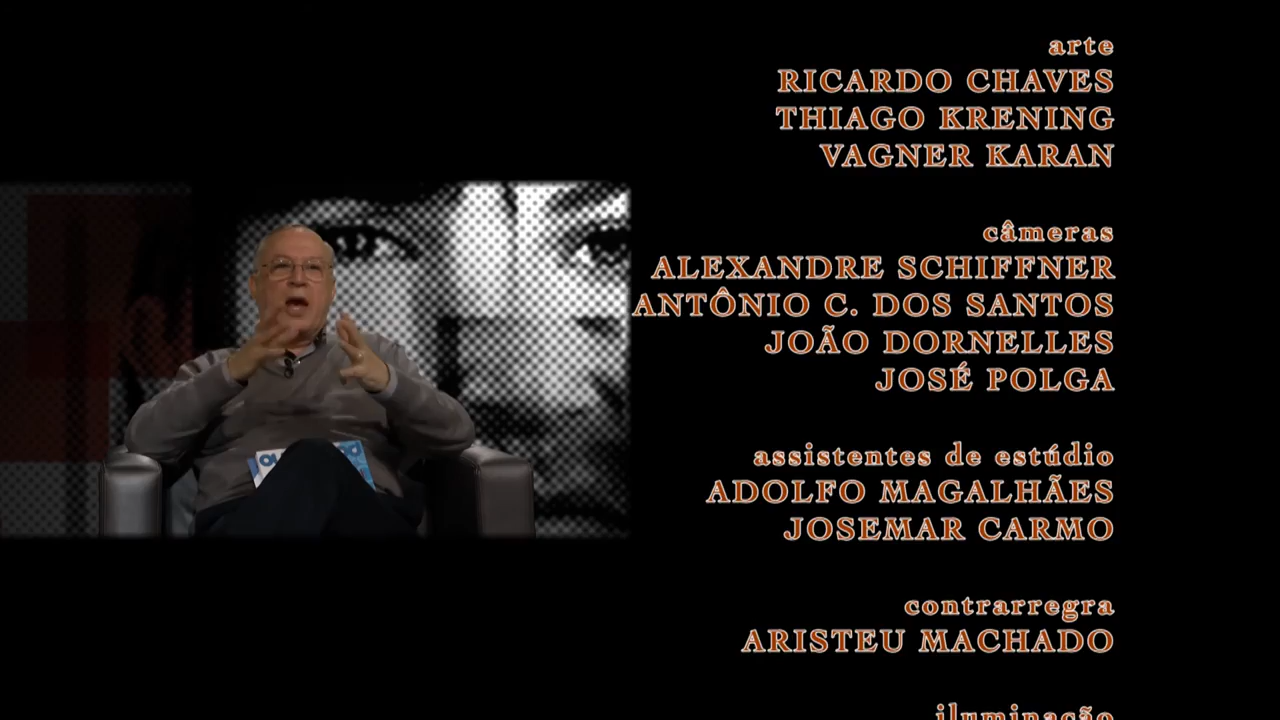 arte
RICARDO CHAVES
THIAGO KRENING
VAGNER KARAN
câmeras
ALEXANDRE SCHIFFNER
ANTÔNIO C. DOS SANTOS
JOÃO DORNELLES
JOSÉ POLGA
assistentes de estúdio
ADOLFO MAGALHÃES
JOSEMAR CARMO
contrarregra
ARISTEU MACHADO
iluminação